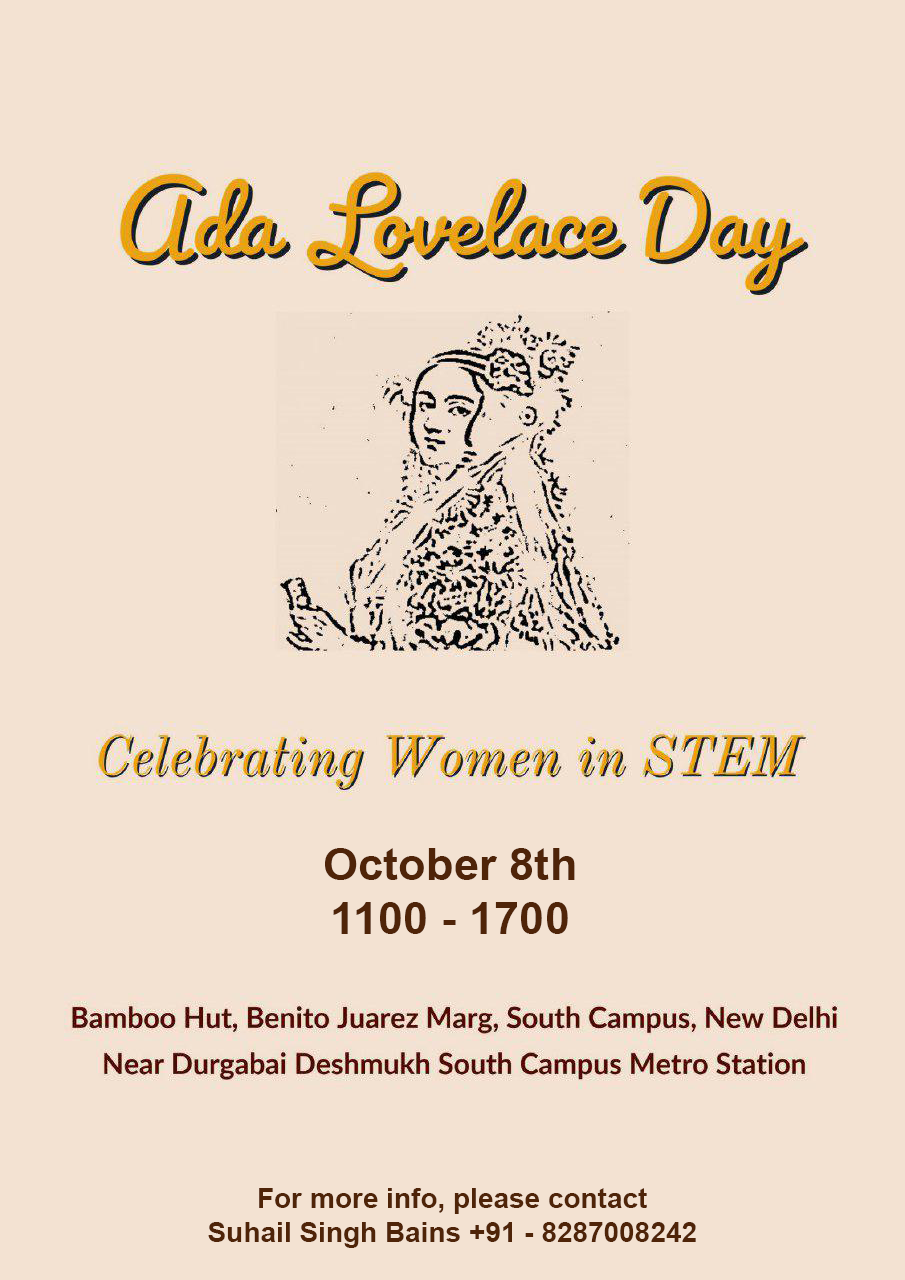 Ada Lovelace Day
Celebrating Women in STEM
October 8th
1100 - 1700
Bamboo Hut, Benito Juarez Marg, South Campus, New Delhi
Near Durgabai Deshmukh South Campus Metro Station
For more info, please contact
Suhail Singh Bains +91 - 8287008242